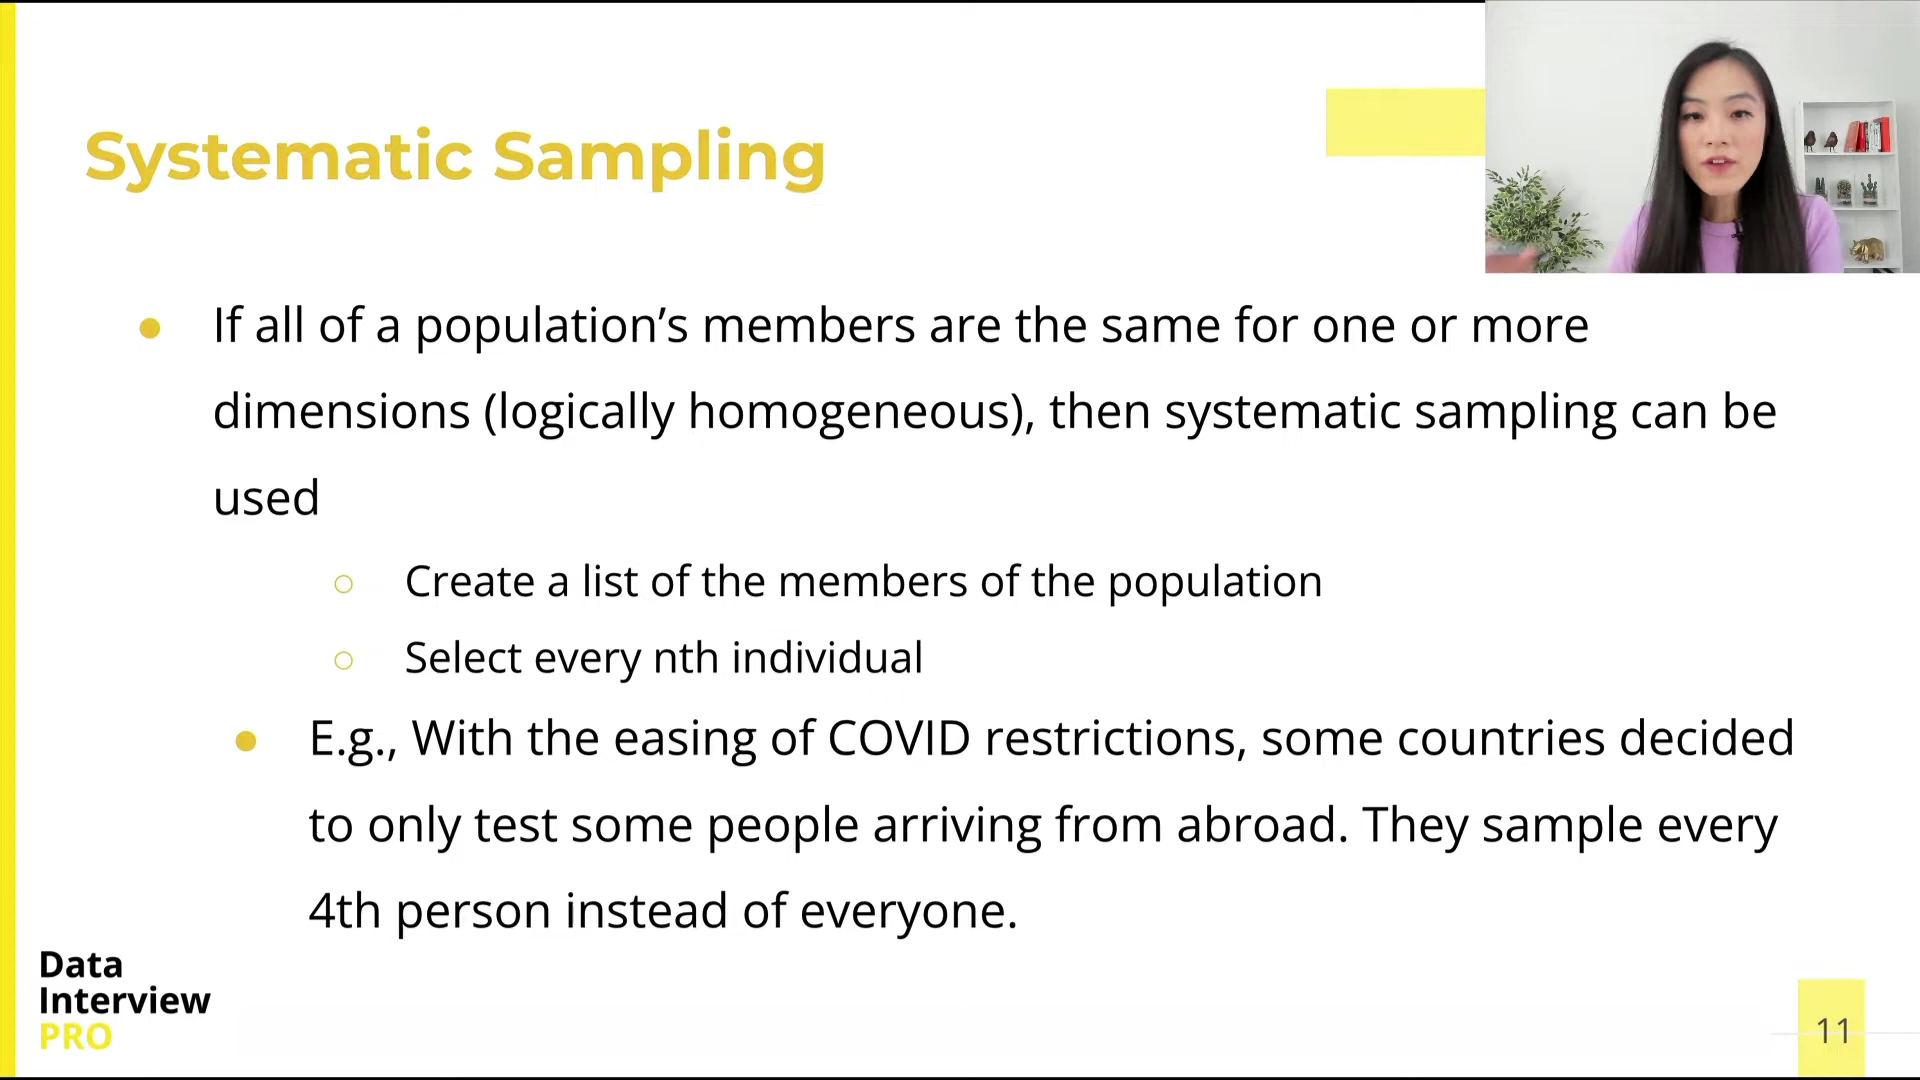 Systematic Sampling
● If all of a population’s members are the same for one or more
dimensions (logically homogeneous), then systematic sampling can be
used
○ Create a list of the members of the population
○ Select every nth individual
● E.g., With the easing of COVID restrictions, some countries decided
to only test some people arriving from abroad. They sample every
4th person instead of everyone.
Data
Interview
PRO
11